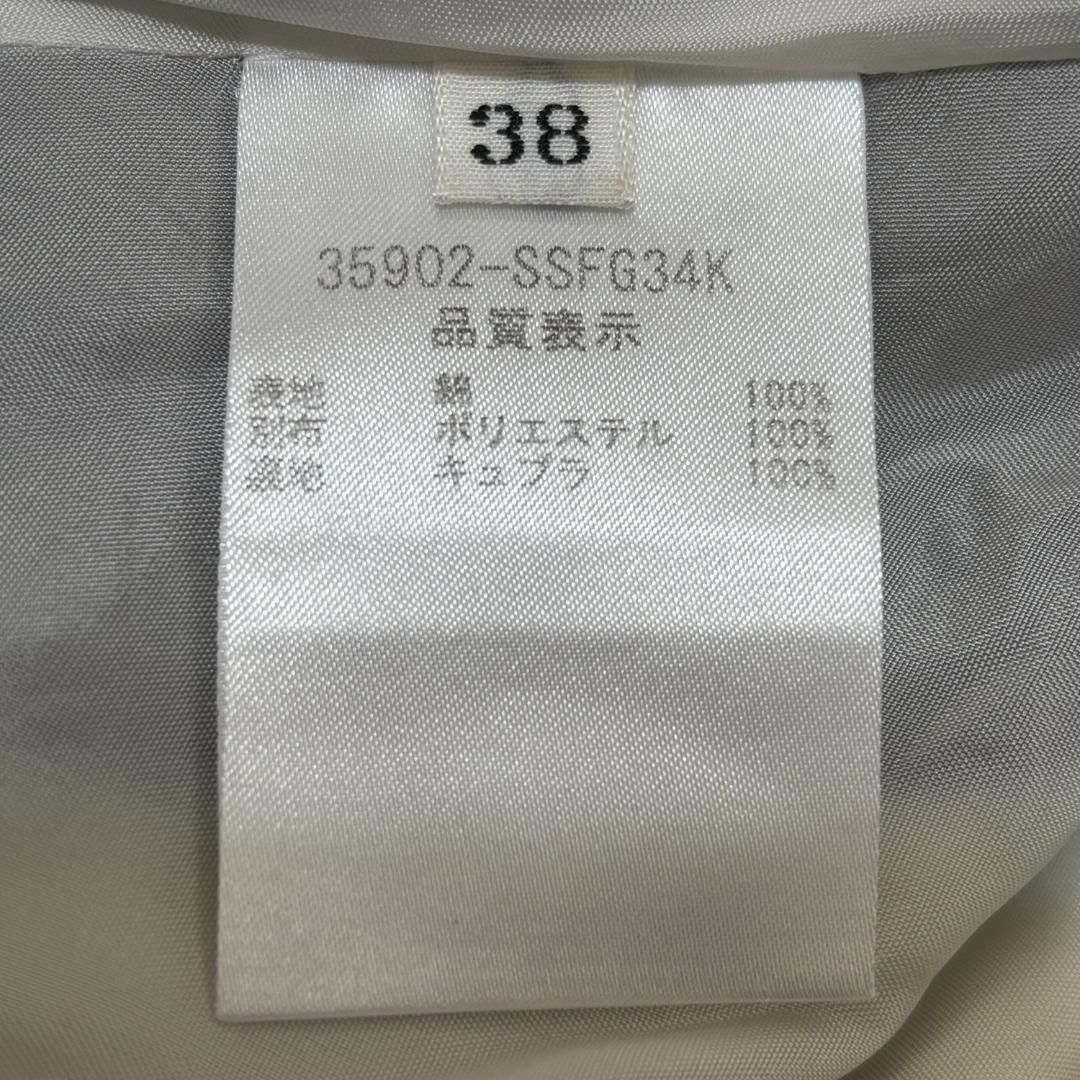 38
35902-SSFG34K
品質表示
表地 綿 100%
別布 ポリエステル 100%
裏地 キュプラ 100%